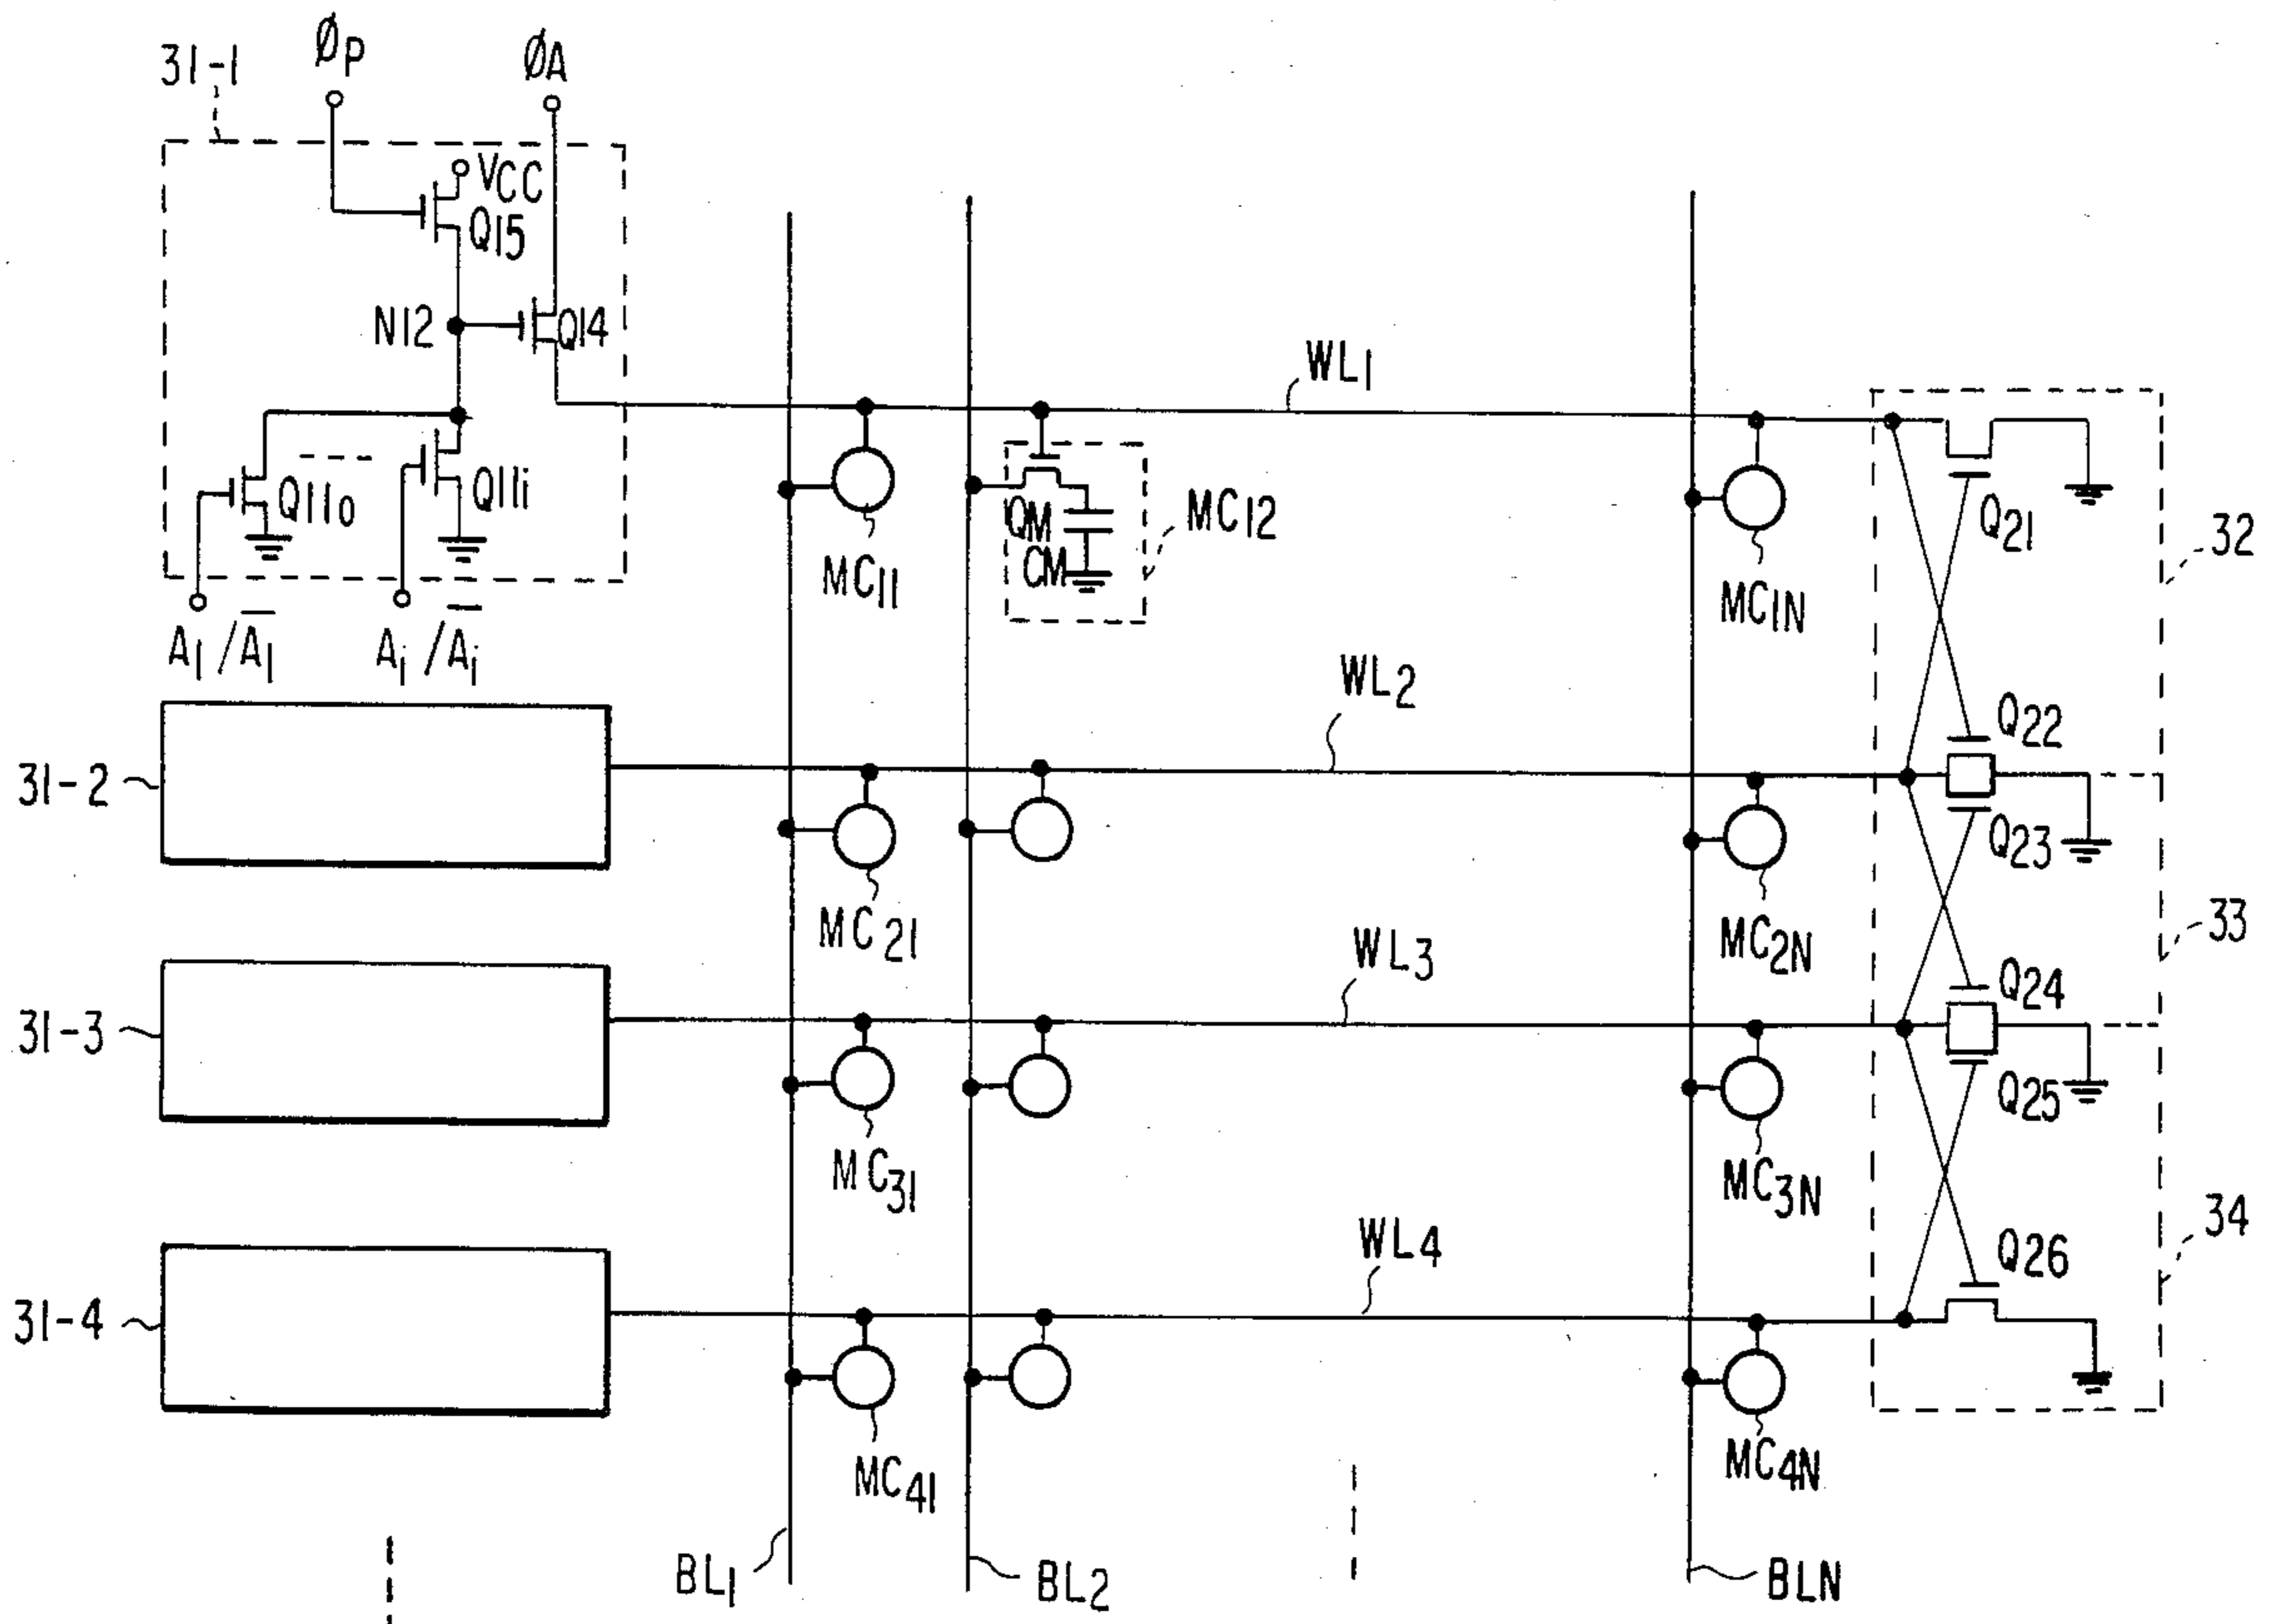 31-1
ØP
ØA
VCC
Q15
N12
Q14
Q11o
Q11i
A1/A̅1̅
Ai/A̅i̅
WL1
MC11
QM
CM
MC12
MC1N
Q21
32
31-2
WL2
Q22
Q23
MC21
MC2N
33
31-3
WL3
Q24
Q25
MC31
MC3N
34
31-4
WL4
Q26
MC41
MC4N
BL1
BL2
BLN